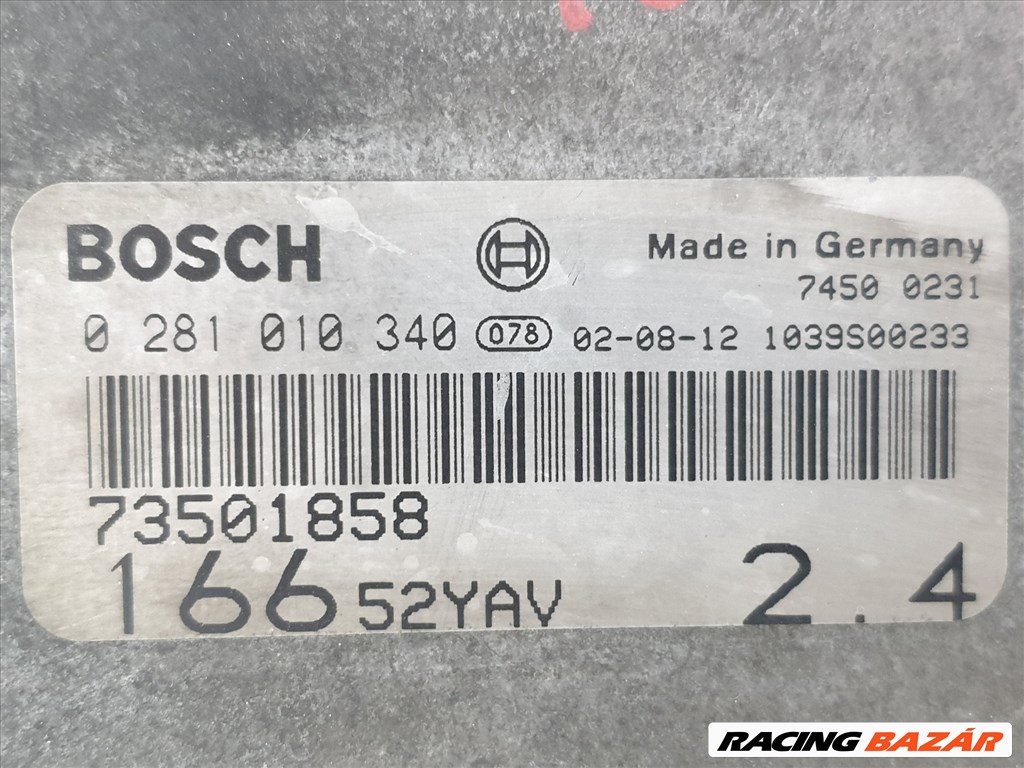 BOSCH
Made in Germany
7450 0231
0 281 010 340 078 02-08-12 1039S00233
73501858
166 52YAV 2.4
RACING BAZÁR